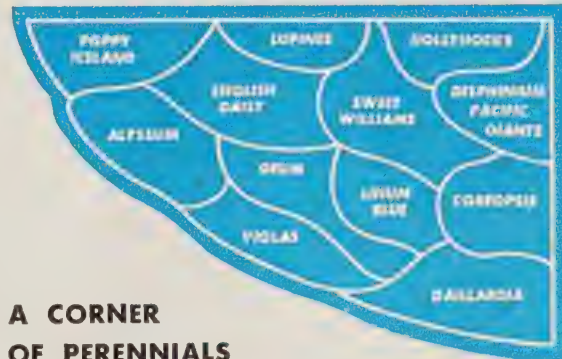 POPPY
ICELAND
LUPINES
HOLLYHOCKS
ENGLISH
DAISY
SWEET
WILLIAMS
DELPHINIUM
PACIFIC
GIANTS
ALYSSUM
GEUM
LINUM
BLUE
COREOPSIS
VIOLAS
GAILLARDIA
A CORNER
OF PERENNIALS